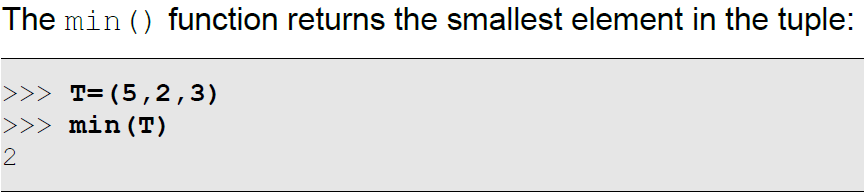 The min() function returns the smallest element in the tuple:
>>> T=(5,2,3)
>>> min(T)
2